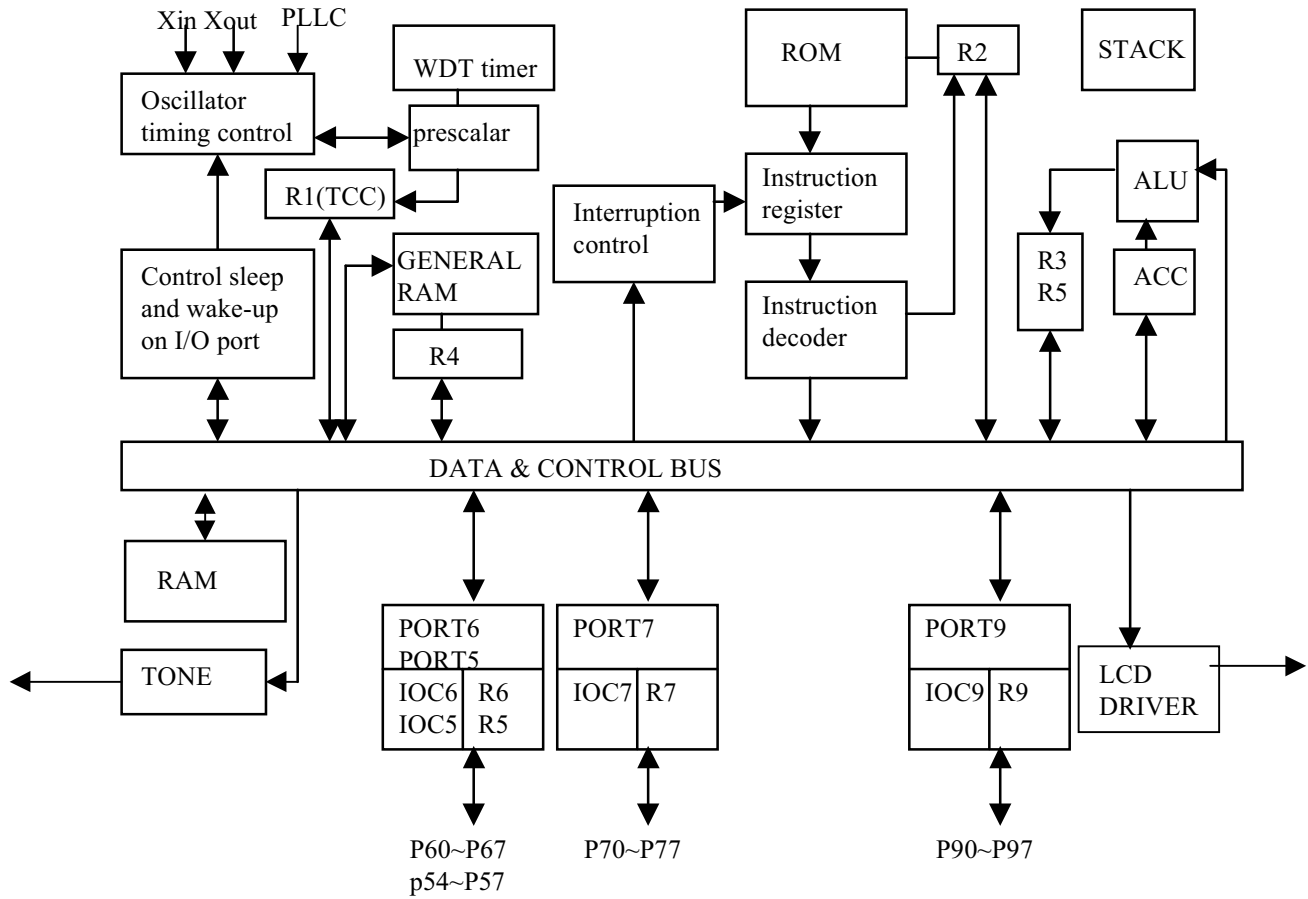 Xin Xout
PLLC
WDT timer
ROM
R2
STACK
Oscillator
timing control
prescalar
R1(TCC)
Interruption
control
Instruction
register
ALU
Control sleep
and wake-up
on I/O port
GENERAL
RAM
R4
Instruction
decoder
R3
R5
ACC
DATA & CONTROL BUS
RAM
TONE
PORT6
PORT5
IOC6
IOC5
R6
R5
PORT7
IOC7
R7
PORT9
IOC9
R9
LCD
DRIVER
P60~P67
p54~P57
P70~P77
P90~P97